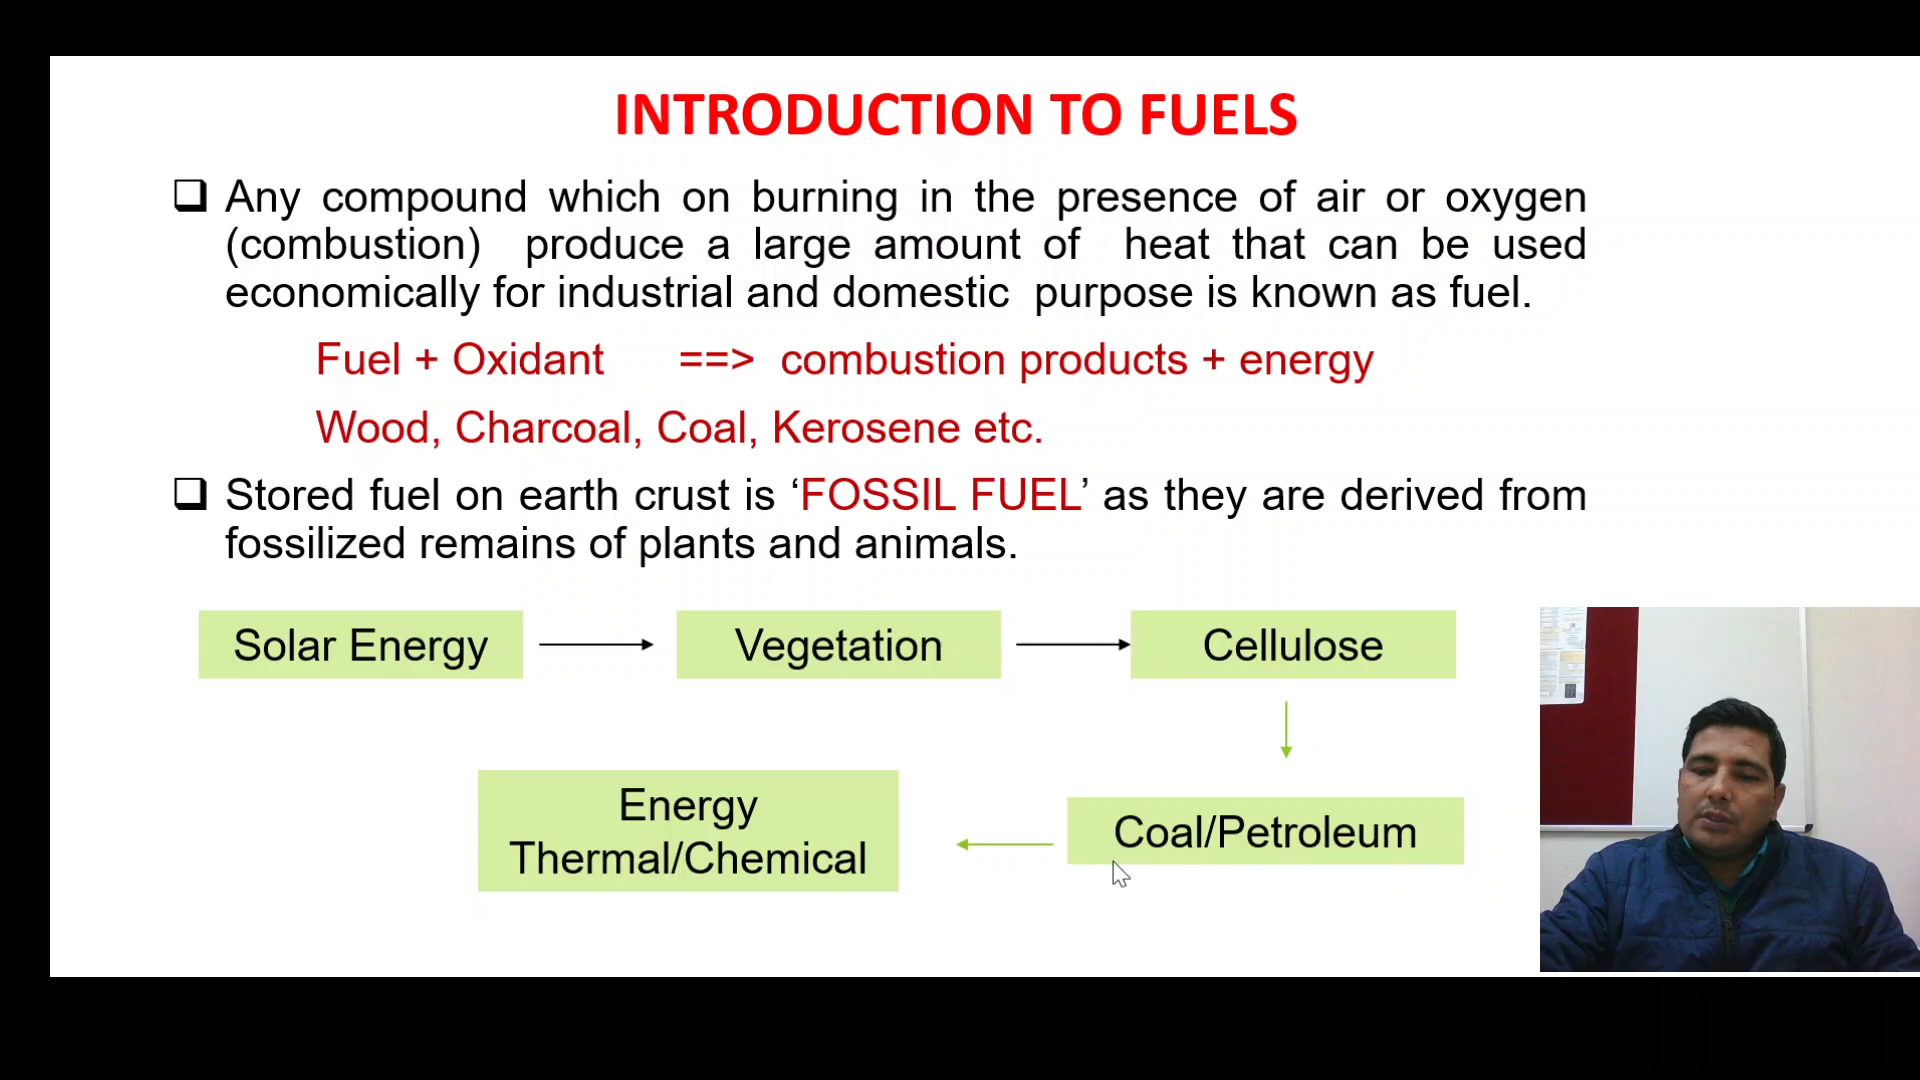 INTRODUCTION TO FUELS
Any compound which on burning in the presence of air or oxygen
(combustion) produce a large amount of heat that can be used
economically for industrial and domestic purpose is known as fuel.
Fuel + Oxidant ==> combustion products + energy
Wood, Charcoal, Coal, Kerosene etc.
Stored fuel on earth crust is ‘FOSSIL FUEL’ as they are derived from
fossilized remains of plants and animals.
Solar Energy
Vegetation
Cellulose
Coal/Petroleum
Energy
Thermal/Chemical